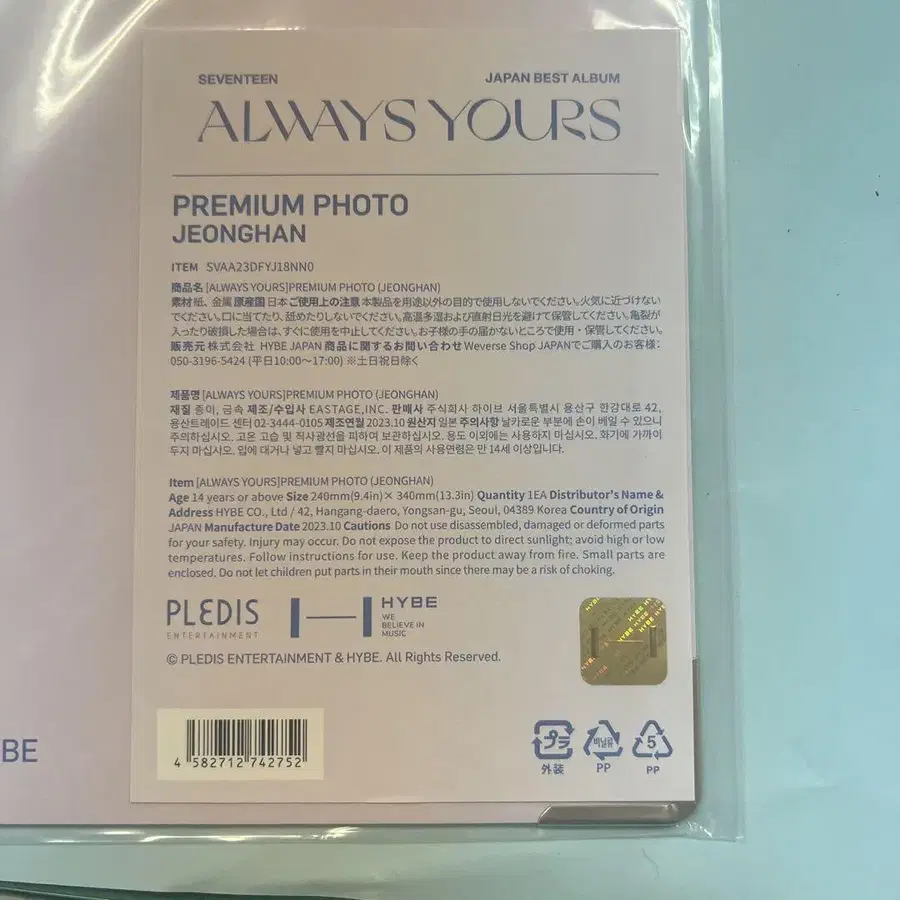 SEVENTEEN JAPAN BEST ALBUM
ALWAYS YOURS
PREMIUM PHOTO
JEONGHAN
ITEM SVAA23DFYJ18NN0
商品名 [ALWAYS YOURS]PREMIUM PHOTO (JEONGHAN)
素材 紙、金属 原産国 日本 ご使用上の注意 本製品を用途以外の目的で使用しないでください。火気に近づけない
でください。口に当てたり、舐めたりしないでください。高温多湿および直射日光を避けて保管してください。亀裂が
入ったり破損した場合は、すぐに使用を中止してください。お子様の手の届かないところで使用・保管してください。
販売元 株式会社 HYBE JAPAN 商品に関するお問い合わせ Weverse Shop JAPANでご購入のお客様：
050-3196-5424 (平日10:00～17:00) ※土日祝日除く
제품명 [ALWAYS YOURS]PREMIUM PHOTO (JEONGHAN)
재질 종이, 금속 제조/수입사 EASTAGE,INC. 판매사 주식회사 하이브 서울특별시 용산구 한강대로 42,
용산트레이드 센터 02-3444-0105 제조연월 2023.10 원산지 일본 주의사항 날카로운 부분에 손이 베일 수 있으니
주의하십시오. 고온 고습 및 직사광선을 피하여 보관하십시오. 용도 이외에는 사용하지 마십시오. 화기에 가까이
두지 마십시오. 입에 대거나 넣고 빨지 마십시오. 이 제품의 사용연령은 만 14세 이상입니다.
Item [ALWAYS YOURS]PREMIUM PHOTO (JEONGHAN)
Age 14 years or above Size 240mm(9.4in)× 340mm(13.3in) Quantity 1EA Distributor's Name &
Address HYBE CO., Ltd / 42, Hangang-daero, Yongsan-gu, Seoul, 04389 Korea Country of Origin
JAPAN Manufacture Date 2023.10 Cautions Do not use disassembled, damaged or deformed parts
for your safety. Injury may occur. Do not expose the product to direct sunlight; avoid high or low
temperatures. Follow instructions for use. Keep the product away from fire. Small parts are
enclosed. Do not let children put parts in their mouth since there may be a risk of choking.
PLEDIS
ENTERTAINMENT
HYBE
WE
BELIEVE IN
MUSIC
HYBE HYBE HYBE
© PLEDIS ENTERTAINMENT & HYBE. All Rights Reserved.
BE
4 582712 742752
プラ
外装
비닐류
PP
5
PP